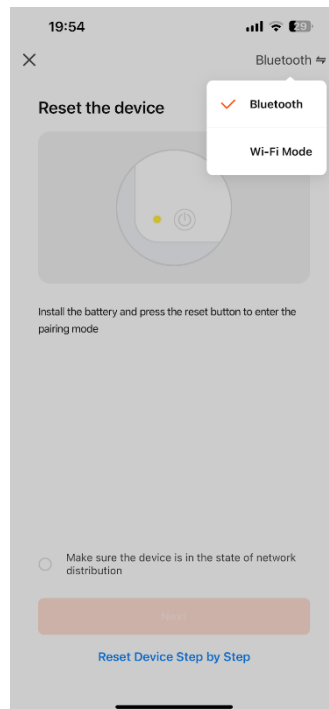 19:54
29
Bluetooth
Reset the device
Bluetooth
Wi-Fi Mode
Install the battery and press the reset button to enter the
pairing mode
Make sure the device is in the state of network
distribution
Next
Reset Device Step by Step